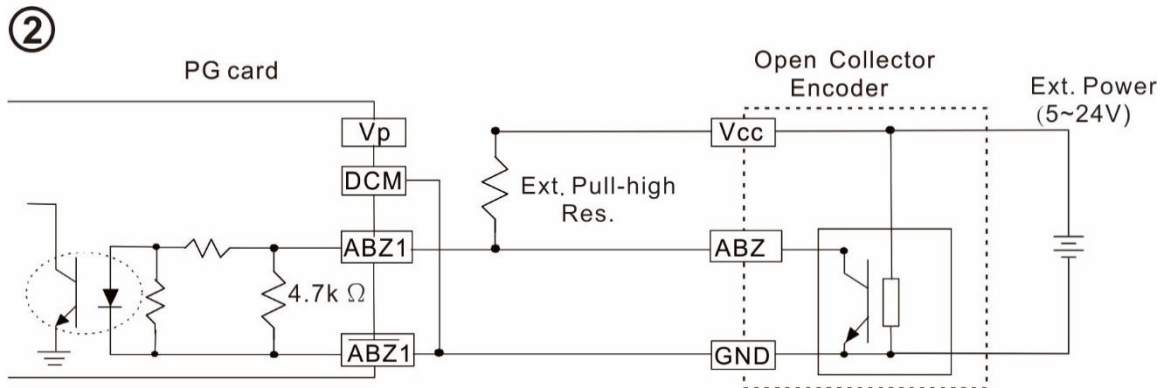 ②
PG card
Open Collector
Encoder
Ext. Power
(5~24V)
Vp
Vcc
DCM
Ext. Pull-high
Res.
ABZ1
ABZ
4.7k Ω
A̅B̅Z̅1
GND